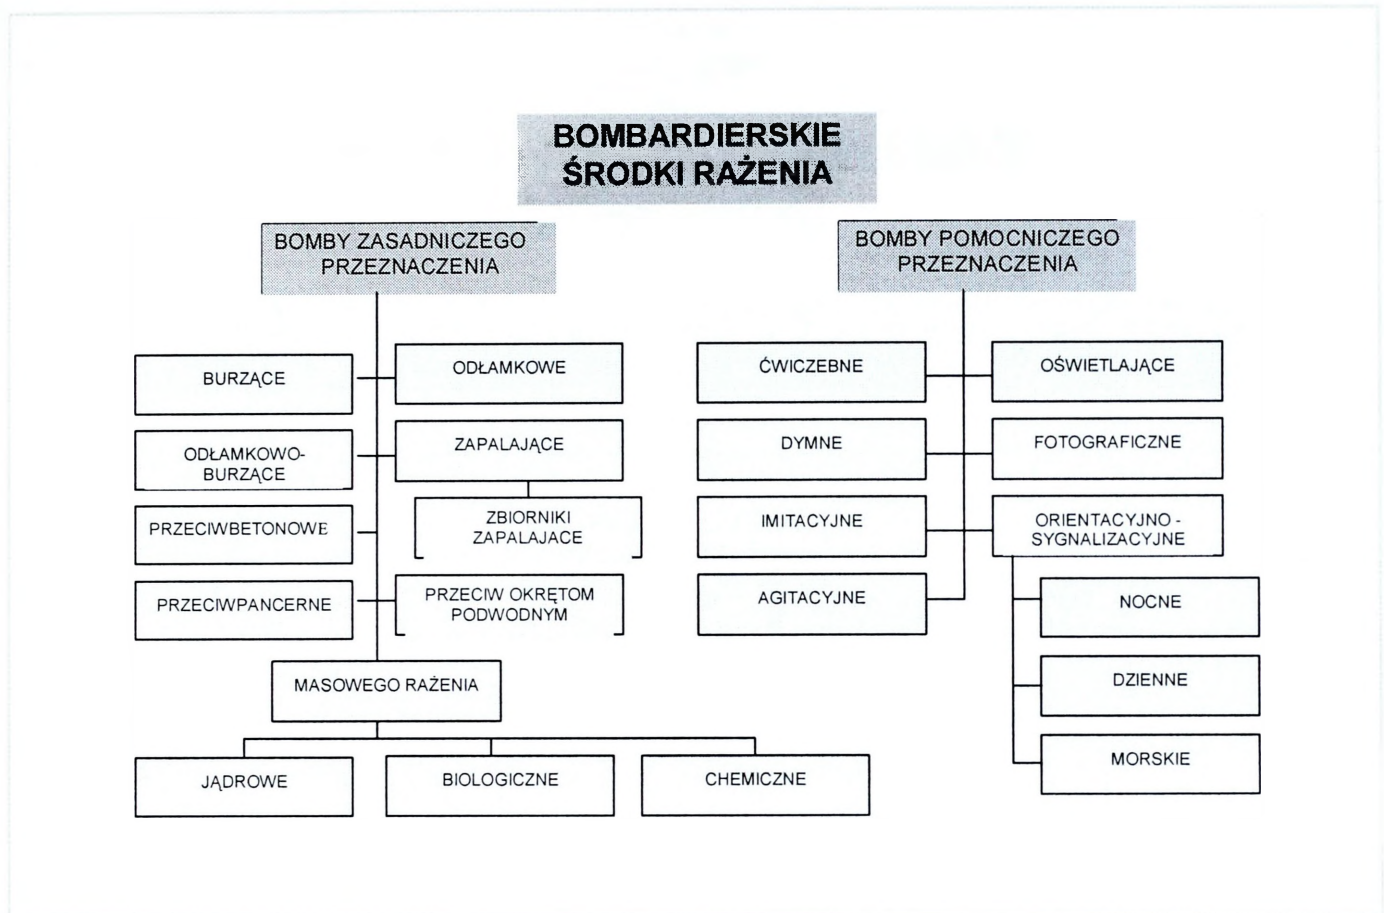 BOMBARDIERSKIE
ŚRODKI RAŻENIA
BOMBY ZASADNICZEGO
PRZEZNACZENIA
BURZĄCE
ODŁAMKOWE
ODŁAMKOWO-
BURZĄCE
ZAPALAJĄCE
ZBIORNIKI
ZAPALAJACE
PRZECIWBETONOWE
PRZECIWPANCERNE
PRZECIW OKRĘTOM
PODWODNYM
MASOWEGO RAŻENIA
JĄDROWE
BIOLOGICZNE
CHEMICZNE
BOMBY POMOCNICZEGO
PRZEZNACZENIA
ĆWICZEBNE
OŚWIETLAJĄCE
DYMNE
FOTOGRAFICZNE
IMITACYJNE
ORIENTACYJNO -
SYGNALIZACYJNE
AGITACYJNE
NOCNE
DZIENNE
MORSKIE